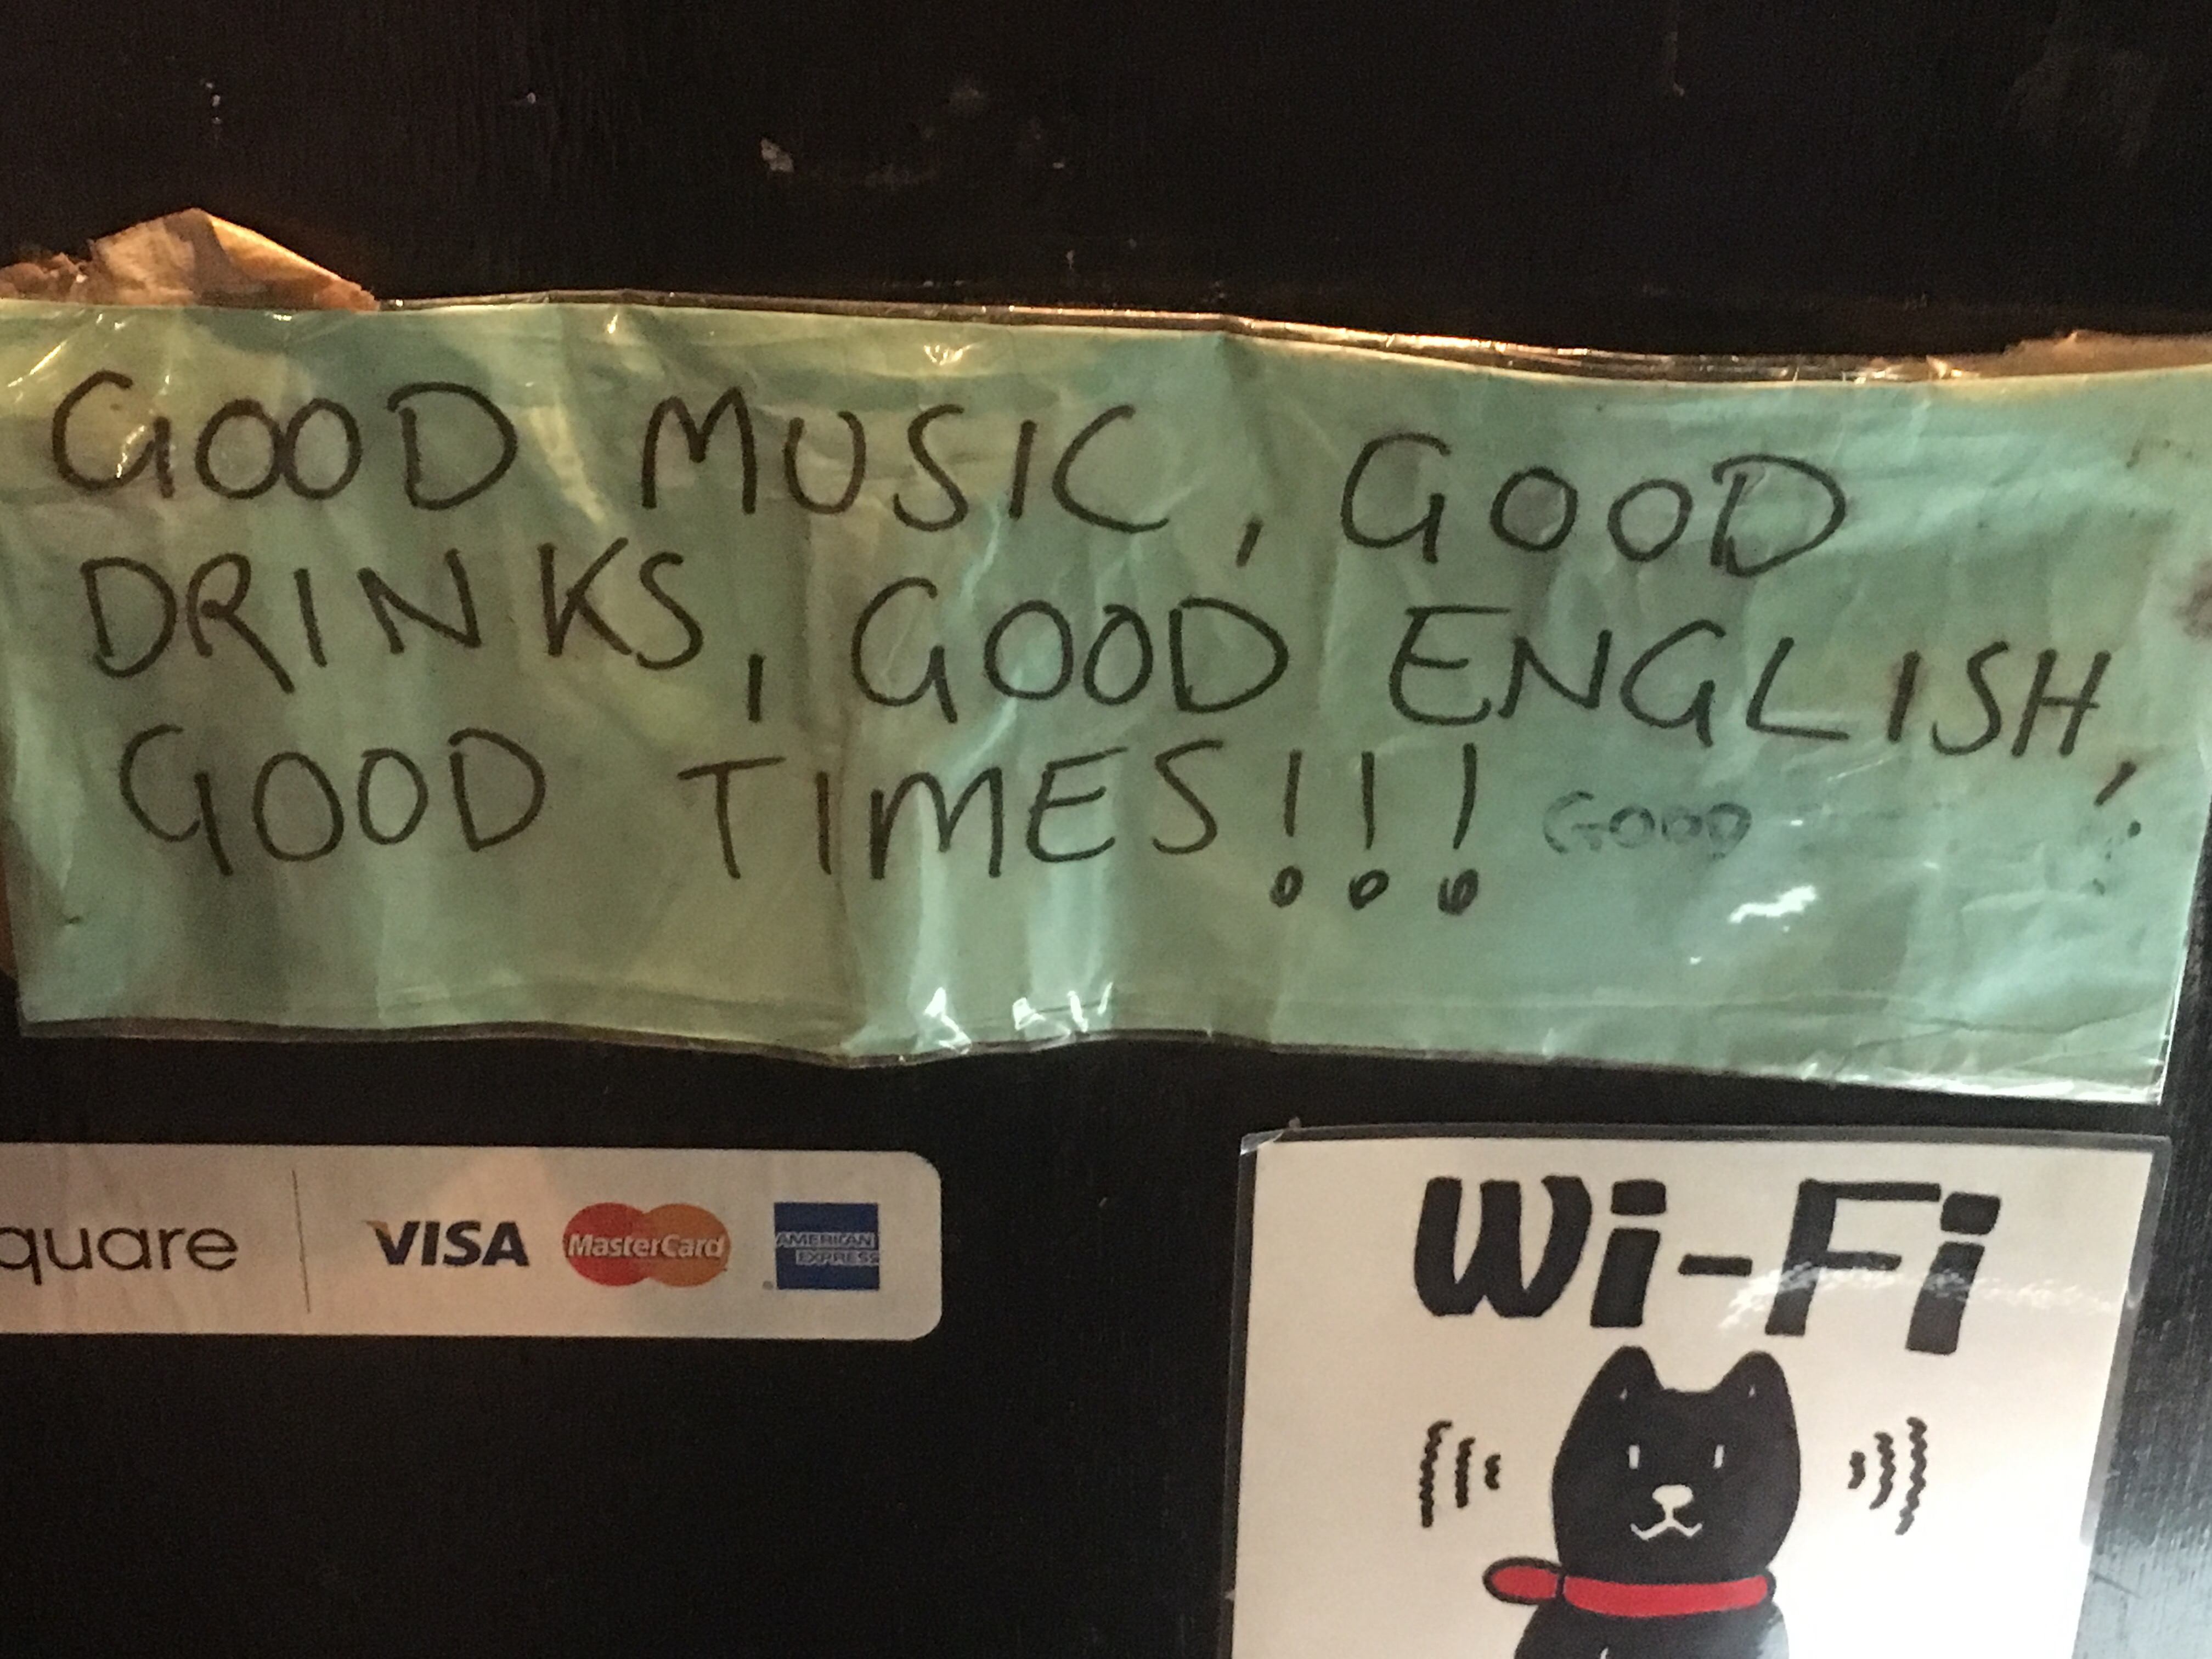 GOOD MUSIC, GOOD
DRINKS, GOOD ENGLISH,
GOOD TIMES!!! GOOD
quare VISA MasterCard AMERICAN EXPRESS
Wi-Fi